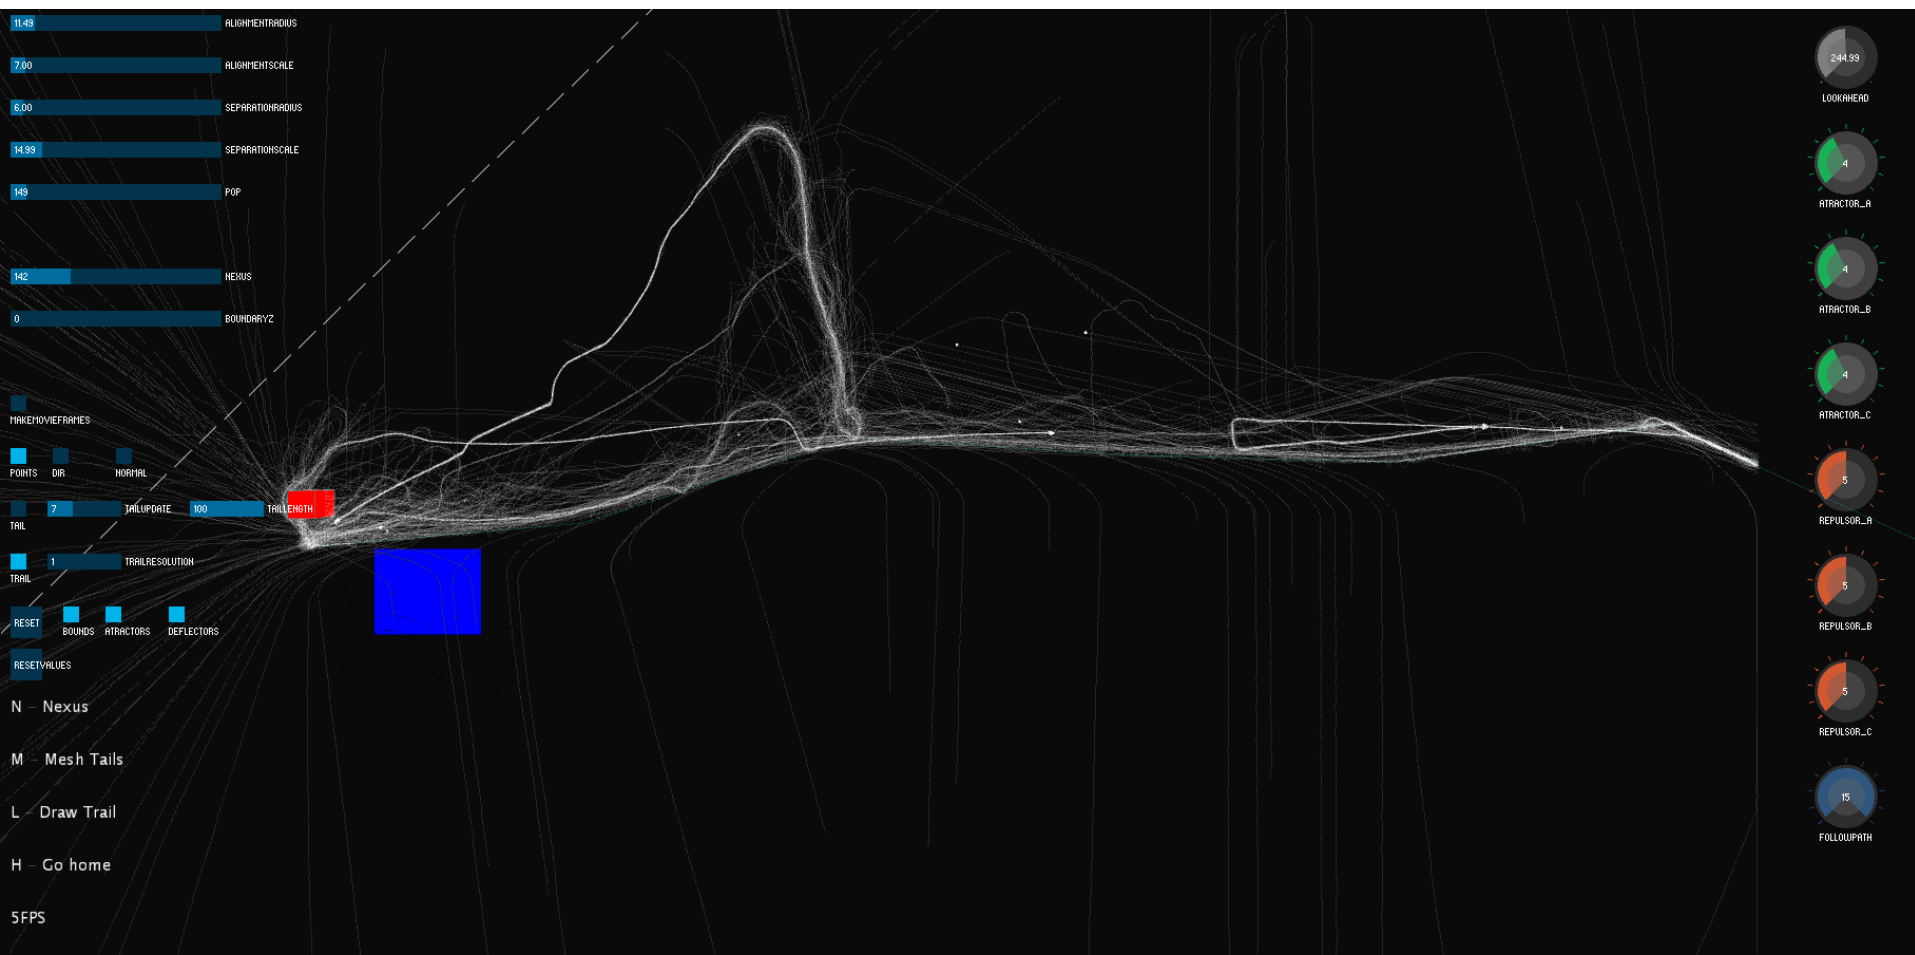 11.49 ALIGNMENTRADIUS
7.00 ALIGNMENTSCALE
6.00 SEPARATIONRADIUS
14.99 SEPARATIONSCALE
149 POP
142 NEXUS
0 BOUNDARYZ
MAKEMOVIEFRAMES
POINTS DIR NORMAL
7 TAILUPDATE 100 TAILLENGTH
TAIL
1 TRAILRESOLUTION
TRAIL
RESET BOUNDS ATRACTORS DEFLECTORS
RESETVALUES
N - Nexus
M - Mesh Tails
L - Draw Trail
H - Go home
5FPS
244.99
LOOKAHEAD
4
ATRACTOR_A
4
ATRACTOR_B
4
ATRACTOR_C
5
REPULSOR_A
5
REPULSOR_B
5
REPULSOR_C
15
FOLLOWPATH